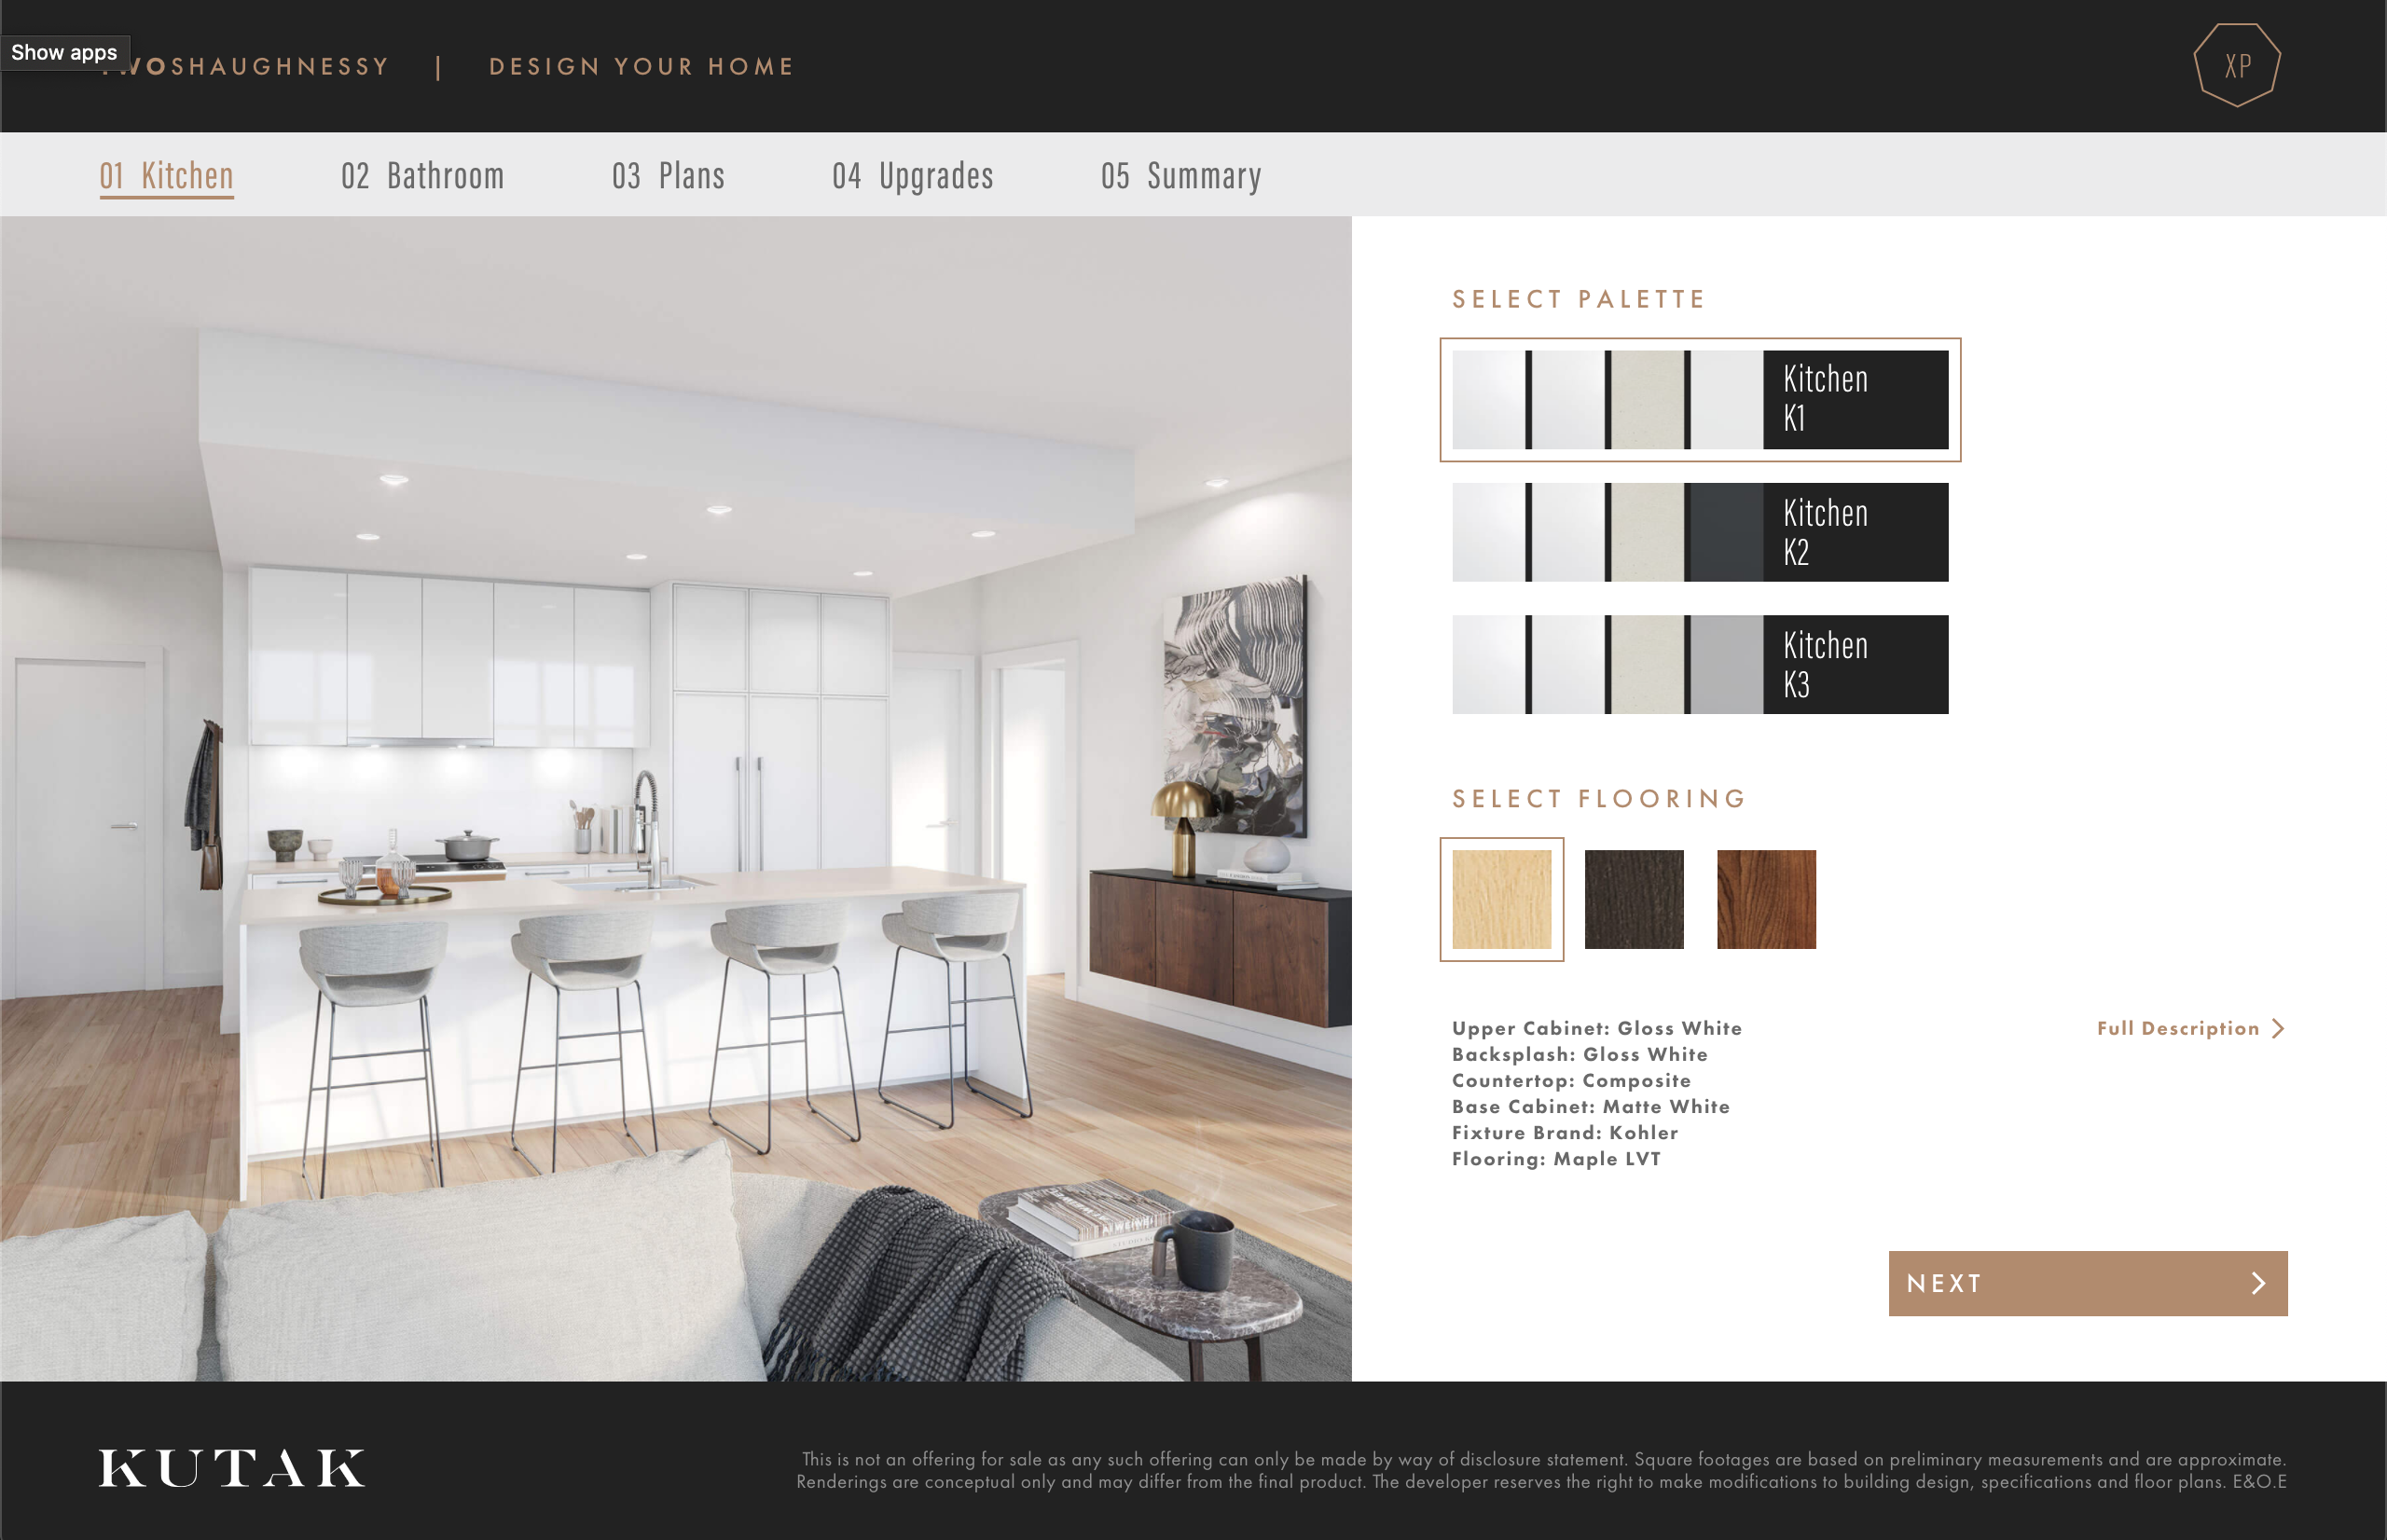 Show apps
WOSHAUGHNESSY | DESIGN YOUR HOME
XP
01 Kitchen
02 Bathroom
03 Plans
04 Upgrades
05 Summary
SELECT PALETTE
Kitchen
K1
Kitchen
K2
Kitchen
K3
SELECT FLOORING
Upper Cabinet: Gloss White
Backsplash: Gloss White
Countertop: Composite
Base Cabinet: Matte White
Fixture Brand: Kohler
Flooring: Maple LVT
Full Description
NEXT
KUTAK
This is not an offering for sale as any such offering can only be made by way of disclosure statement. Square footages are based on preliminary measurements and are approximate.
Renderings are conceptual only and may differ from the final product. The developer reserves the right to make modifications to building design, specifications and floor plans. E&O.E